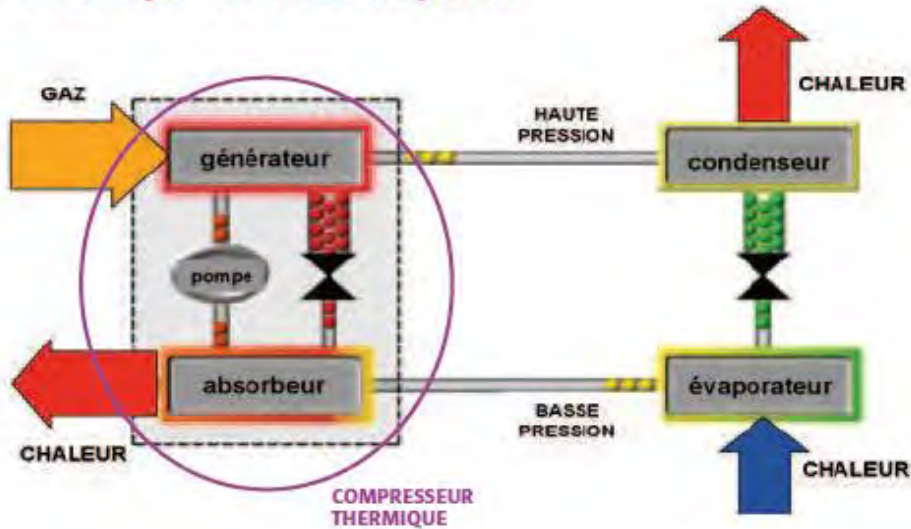 GAZ
CHALEUR
HAUTE
PRESSION
générateur
condenseur
pompe
absorbeur
évaporateur
BASSE
PRESSION
CHALEUR
CHALEUR
COMPRESSEUR
THERMIQUE